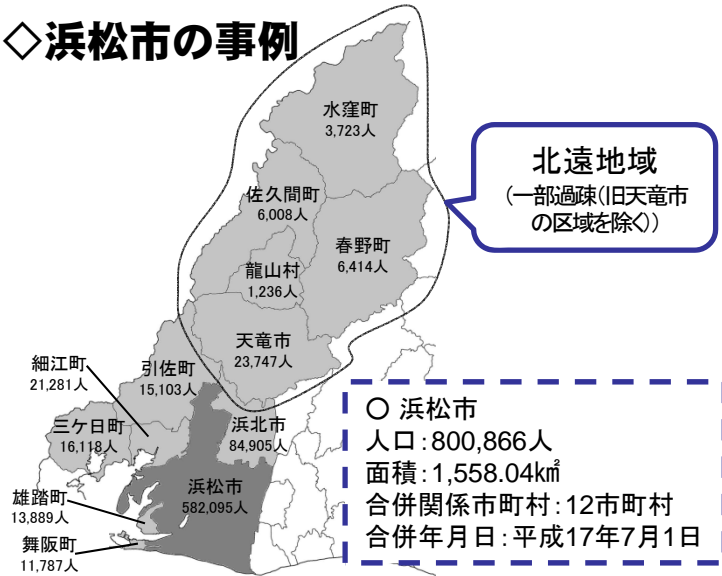 ◇浜松市の事例
水窪町
3,723人
佐久間町
6,008人
春野町
6,414人
龍山村
1,236人
天竜市
23,747人
北遠地域
(一部過疎(旧天竜市
の区域を除く))
細江町
21,281人
引佐町
15,103人
三ケ日町
16,118人
浜北市
84,905人
浜松市
582,095人
雄踏町
13,889人
舞阪町
11,787人
○ 浜松市
人口:800,866人
面積:1,558.04㎢
合併関係市町村:12市町村
合併年月日:平成17年7月1日